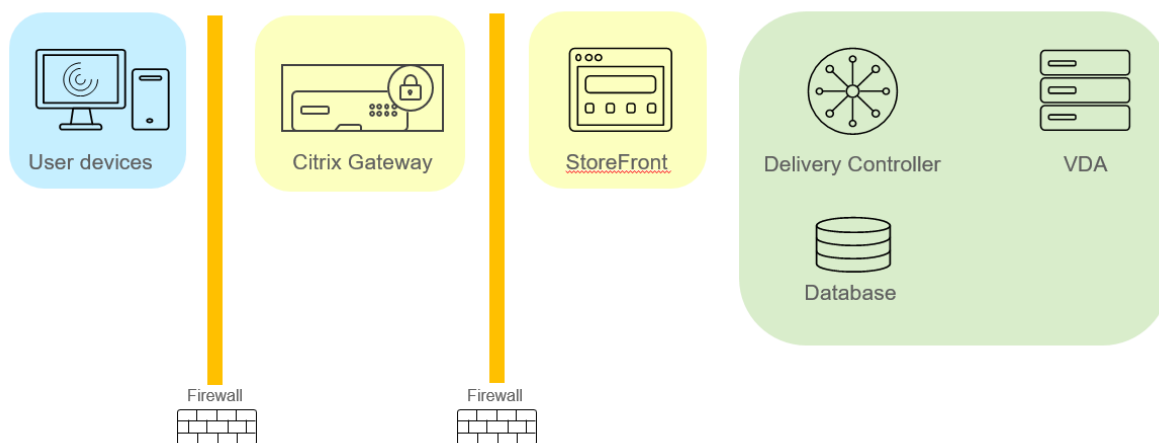 User devices
Citrix Gateway
StoreFront
Delivery Controller
VDA
Database
Firewall
Firewall